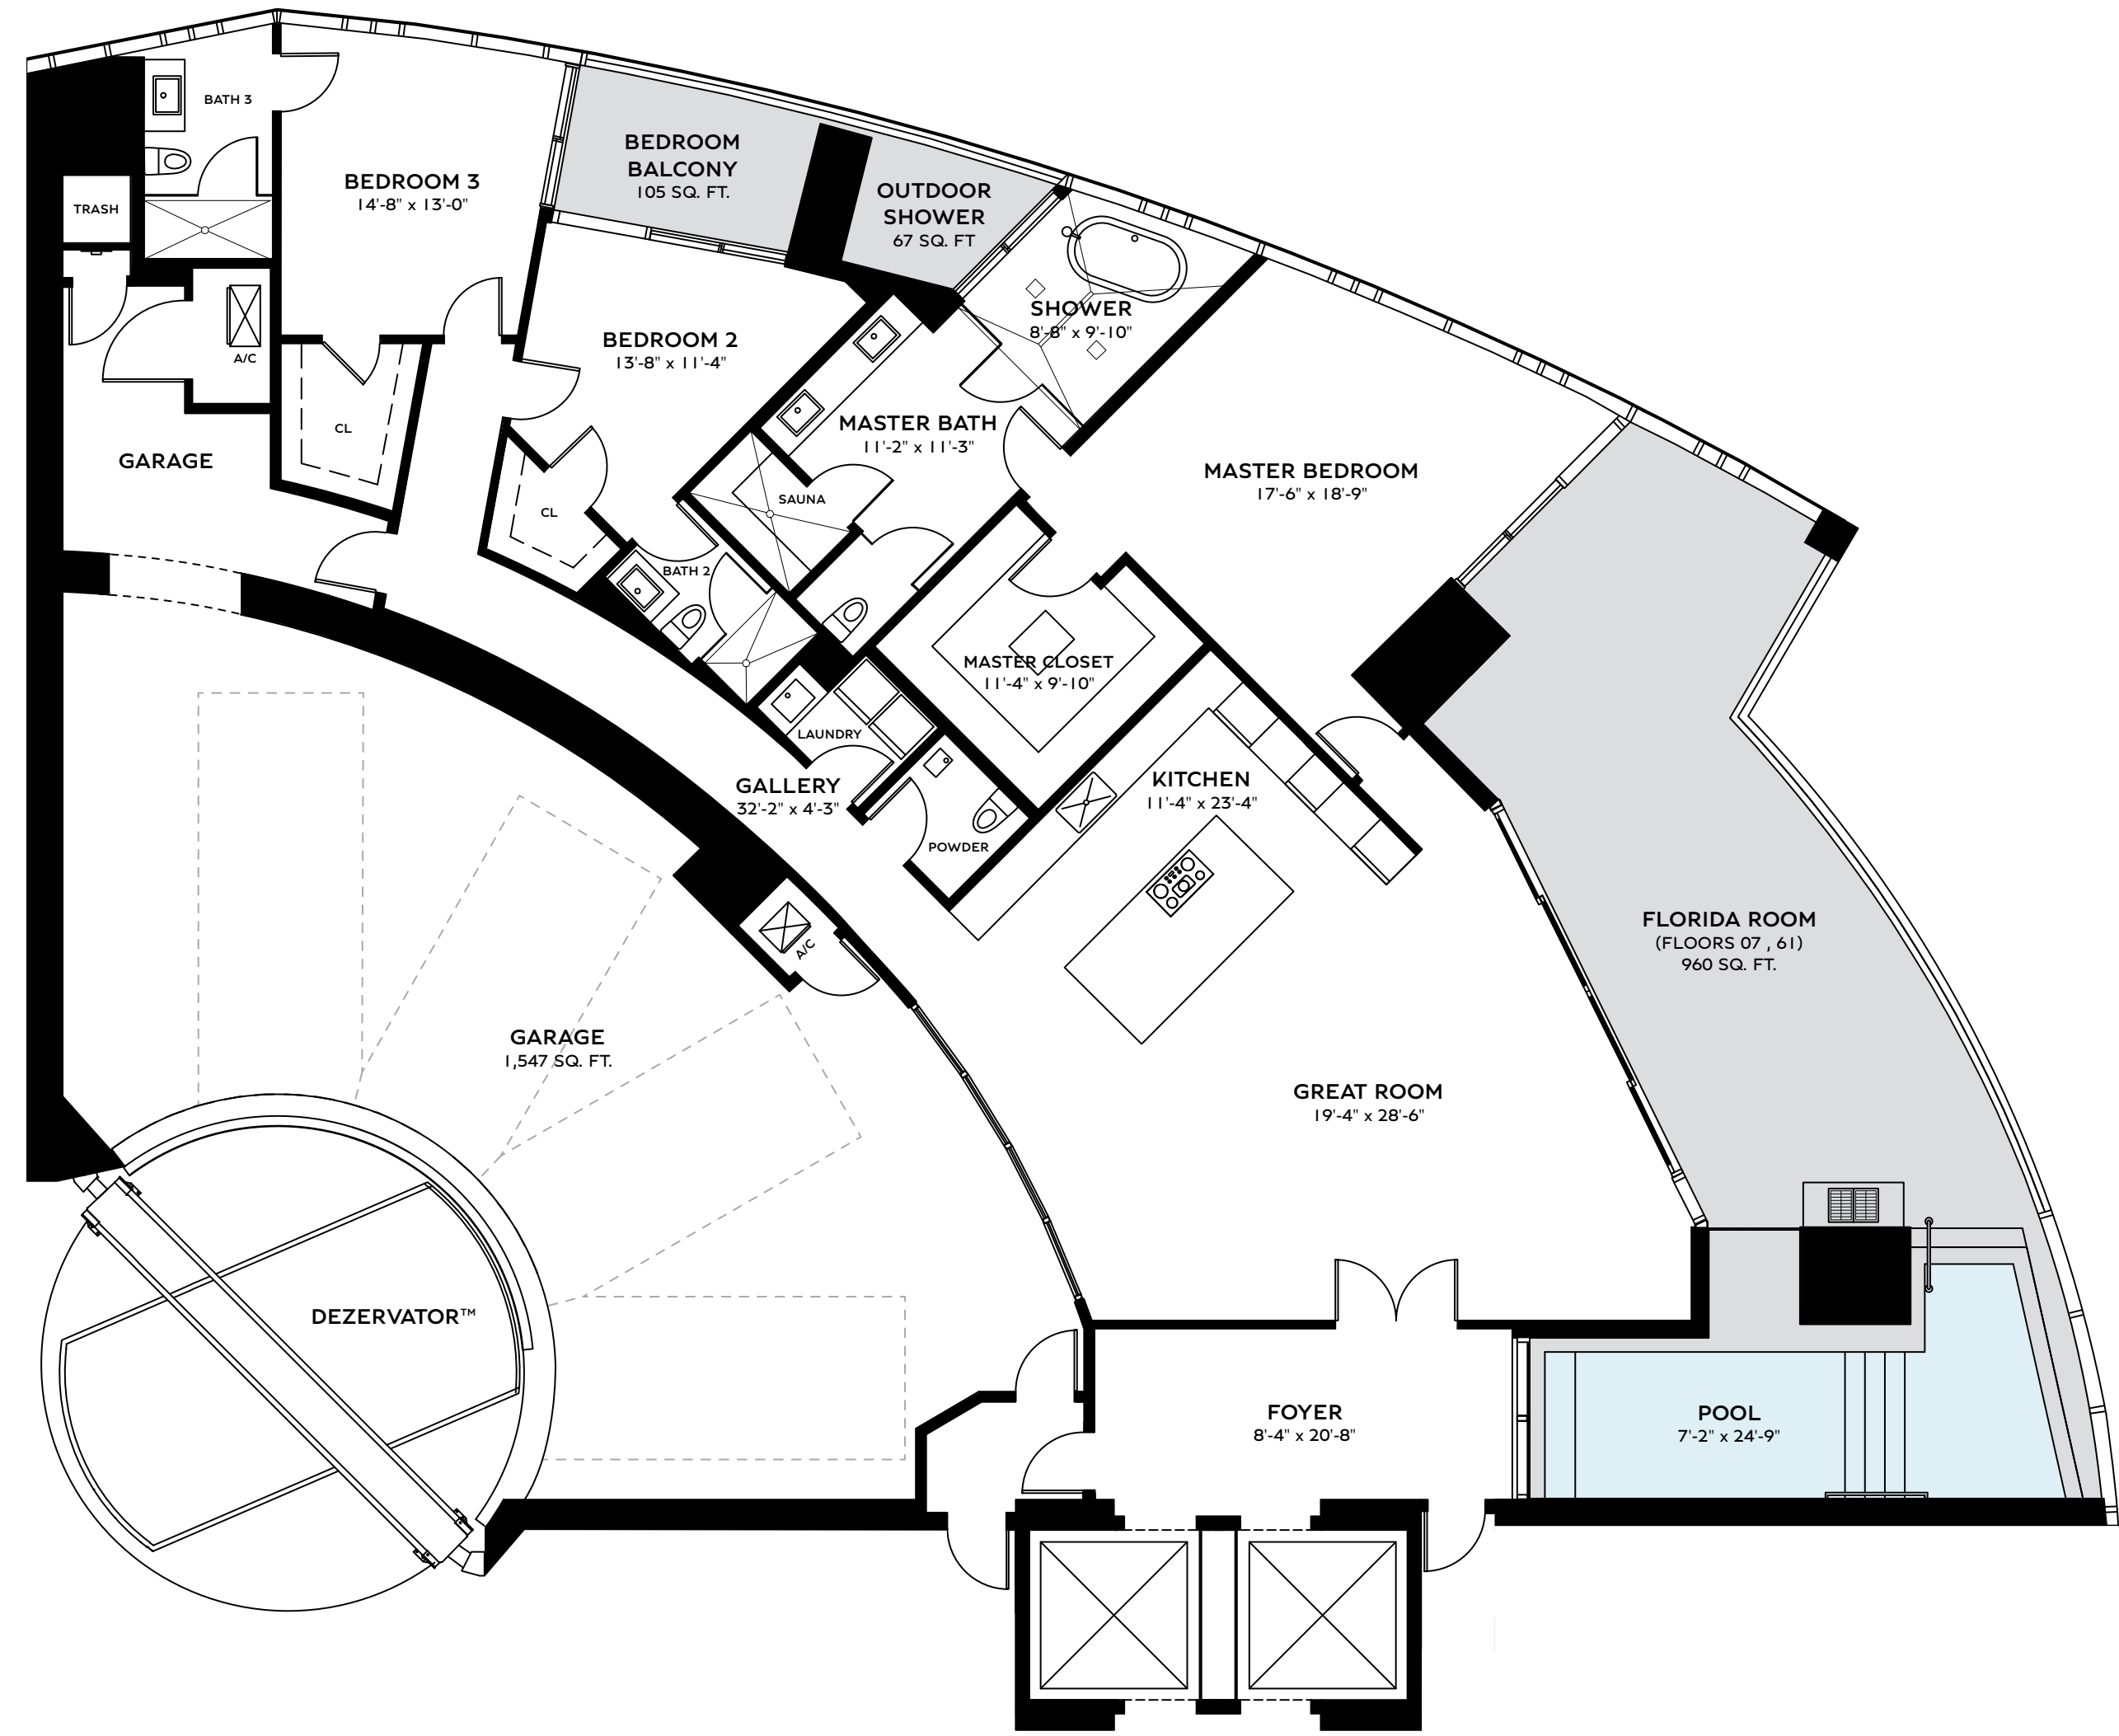 BATH 3
BEDROOM 3
14'-8" x 13'-0"
TRASH
BEDROOM
BALCONY
105 SQ. FT.
OUTDOOR
SHOWER
67 SQ. FT
SHOWER
8'-8" x 9'-10"
A/C
BEDROOM 2
13'-8" x 11'-4"
CL
GARAGE
MASTER BATH
11'-2" x 11'-3"
MASTER BEDROOM
17'-6" x 18'-9"
SAUNA
CL
BATH 2
MASTER CLOSET
11'-4" x 9'-10"
LAUNDRY
GALLERY
32'-2" x 4'-3"
KITCHEN
11'-4" x 23'-4"
POWDER
A/C
FLORIDA ROOM
(FLOORS 07 , 61)
960 SQ. FT.
GARAGE
1,547 SQ. FT.
GREAT ROOM
19'-4" x 28'-6"
DEZERVATOR™
FOYER
8'-4" x 20'-8"
POOL
7'-2" x 24'-9"